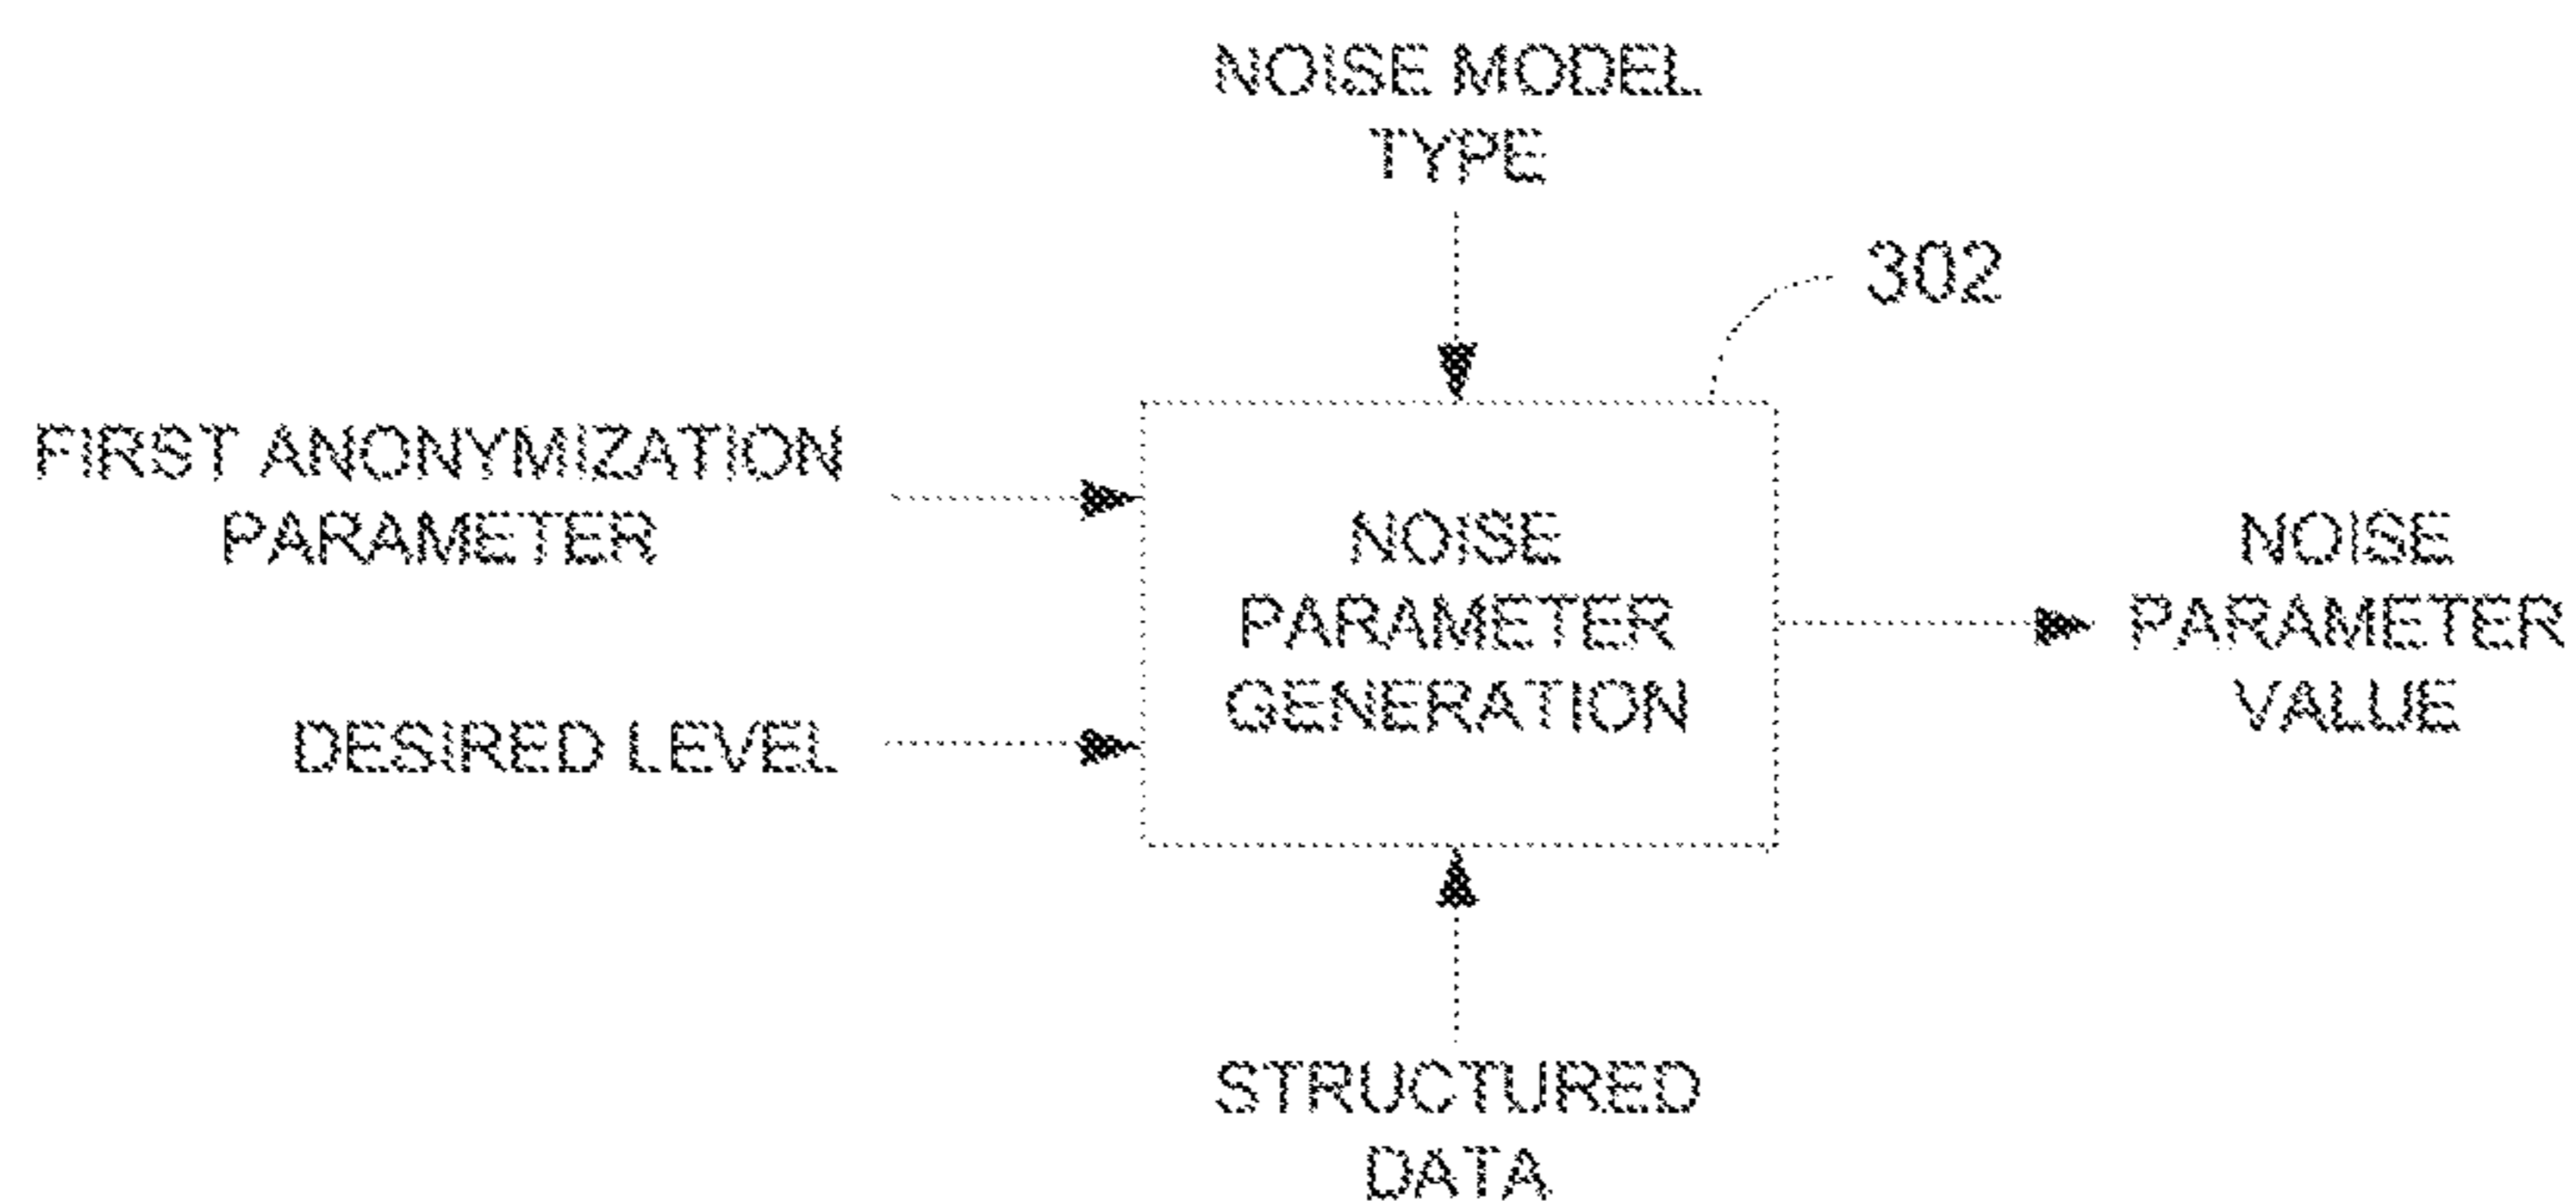 NOISE MODEL
TYPE
302
FIRST ANONYMIZATION
PARAMETER
DESIRED LEVEL
NOISE
PARAMETER
GENERATION
NOISE
PARAMETER
VALUE
STRUCTURED
DATA